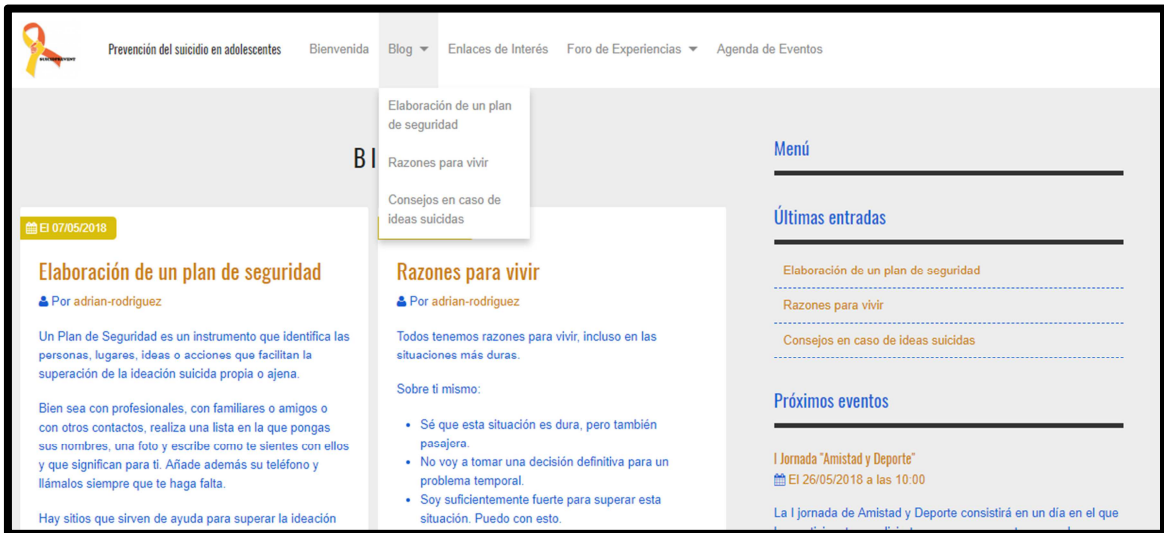 Prevención del suicidio en adolescentes
Bienvenida
Blog
Enlaces de Interés
Foro de Experiencias
Agenda de Eventos
Elaboración de un plan
de seguridad
Razones para vivir
Consejos en caso de
ideas suicidas
El 07/05/2018
Elaboración de un plan de seguridad
Por adrian-rodriguez
Un Plan de Seguridad es un instrumento que identifica las
personas, lugares, ideas o acciones que facilitan la
superación de la ideación suicida propia o ajena.
Bien sea con profesionales, con familiares o amigos o
con otros contactos, realiza una lista en la que pongas
sus nombres, una foto y escribe como te sientes con ellos
y que significan para ti. Añade además su teléfono y
llámalos siempre que te haga falta.
Hay sitios que sirven de ayuda para superar la ideación
Razones para vivir
Por adrian-rodriguez
Todos tenemos razones para vivir, incluso en las
situaciones más duras.
Sobre ti mismo:
Sé que esta situación es dura, pero también
pasajera.
No voy a tomar una decisión definitiva para un
problema temporal.
Soy suficientemente fuerte para superar esta
situación. Puedo con esto.
Menú
Últimas entradas
Elaboración de un plan de seguridad
Razones para vivir
Consejos en caso de ideas suicidas
Próximos eventos
I Jornada "Amistad y Deporte"
El 26/05/2018 a las 10:00
La I jornada de Amistad y Deporte consistirá en un día en el que